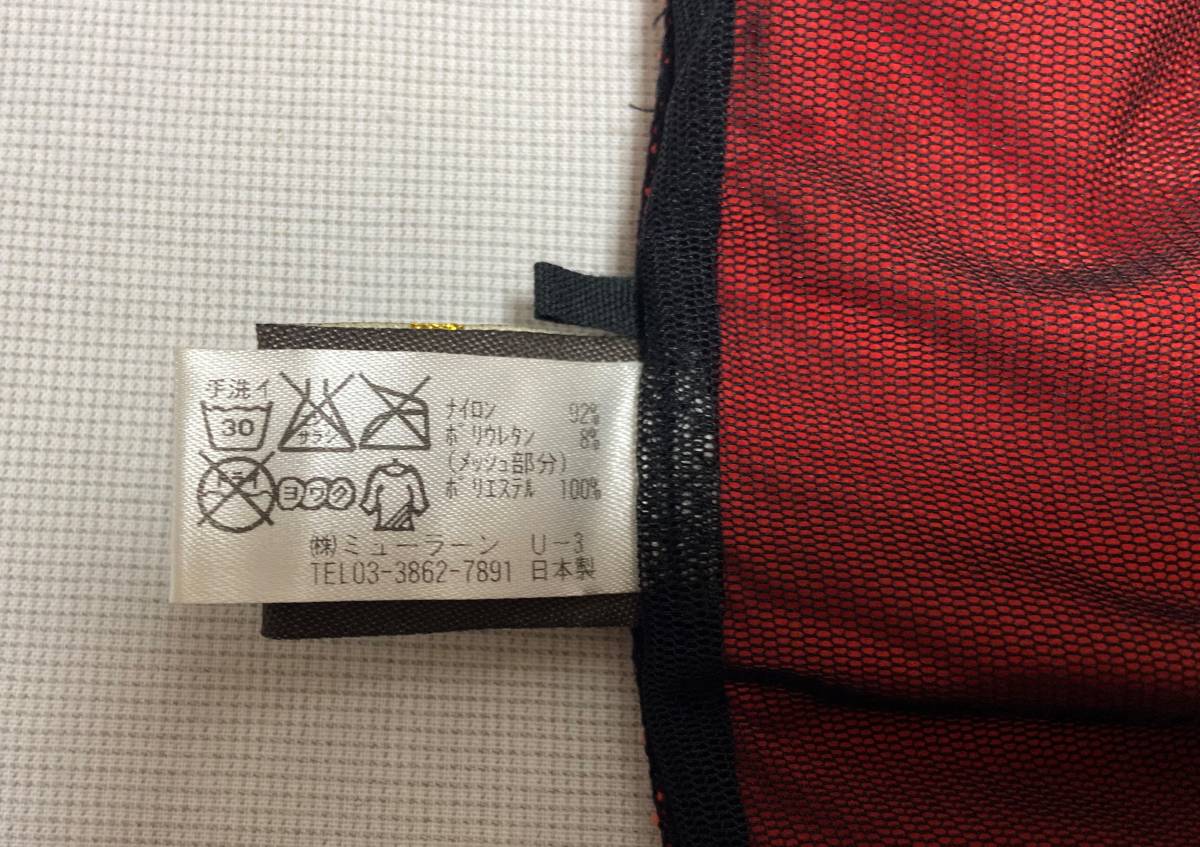 手洗イ
30 サラシ
ドライ ヨワク
ナイロン 92%
ポリウレタン 8%
(メッシュ部分)
ポリエステル 100%
㈱ミューラーン U-3
TEL03-3862-7891 日本製